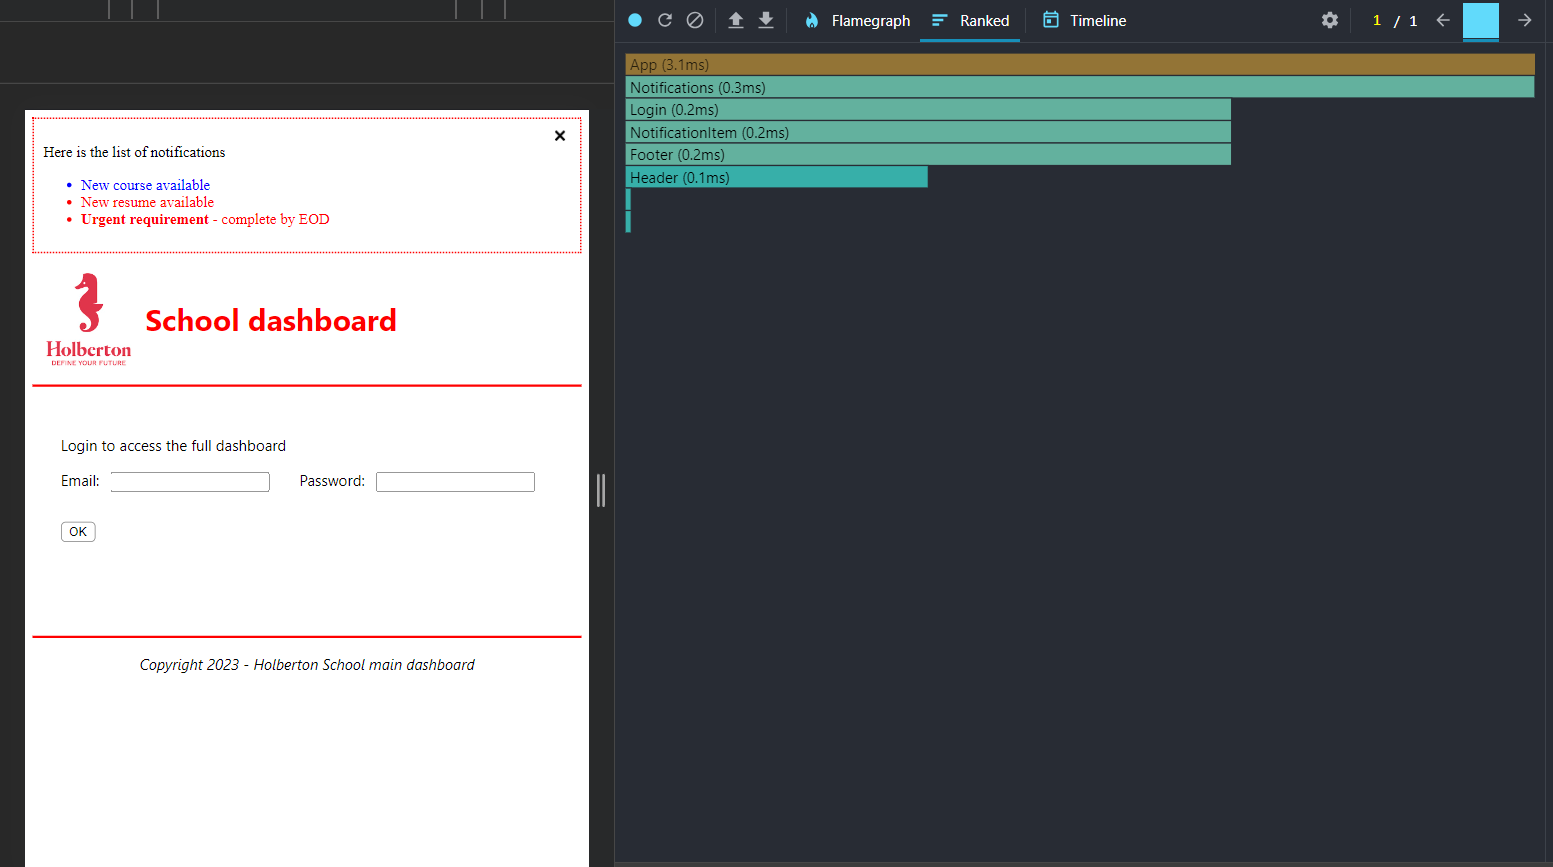 Flamegraph Ranked Timeline 1 / 1
App (3.1ms)
Notifications (0.3ms)
Login (0.2ms)
NotificationItem (0.2ms)
Footer (0.2ms)
Header (0.1ms)
Here is the list of notifications
New course available
New resume available
Urgent requirement - complete by EOD
Holberton
DEFINE YOUR FUTURE
School dashboard
Login to access the full dashboard
Email: Password:
OK
Copyright 2023 - Holberton School main dashboard